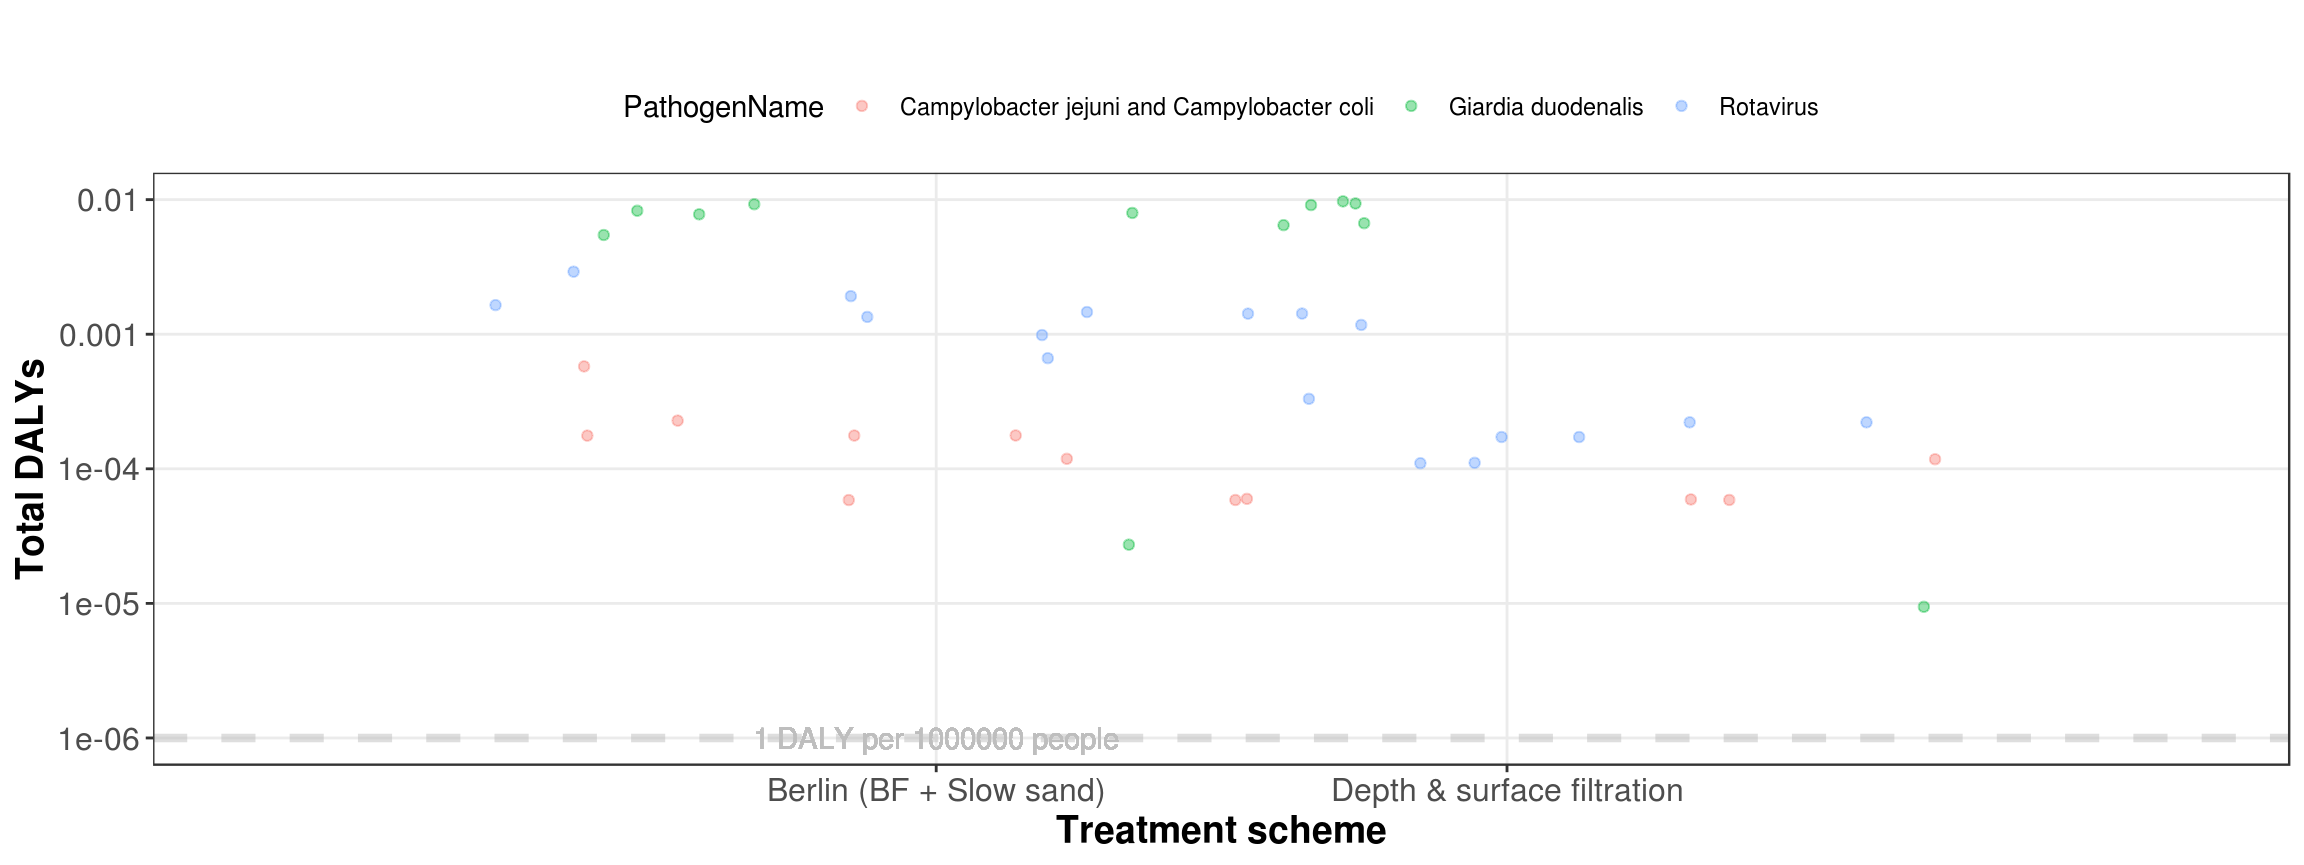 PathogenName Campylobacter jejuni and Campylobacter coli Giardia duodenalis Rotavirus
Total DALYs
0.01
0.001
1e-04
1e-05
1e-06
1 DALY per 1000000 people
Berlin (BF + Slow sand) Depth & surface filtration
Treatment scheme